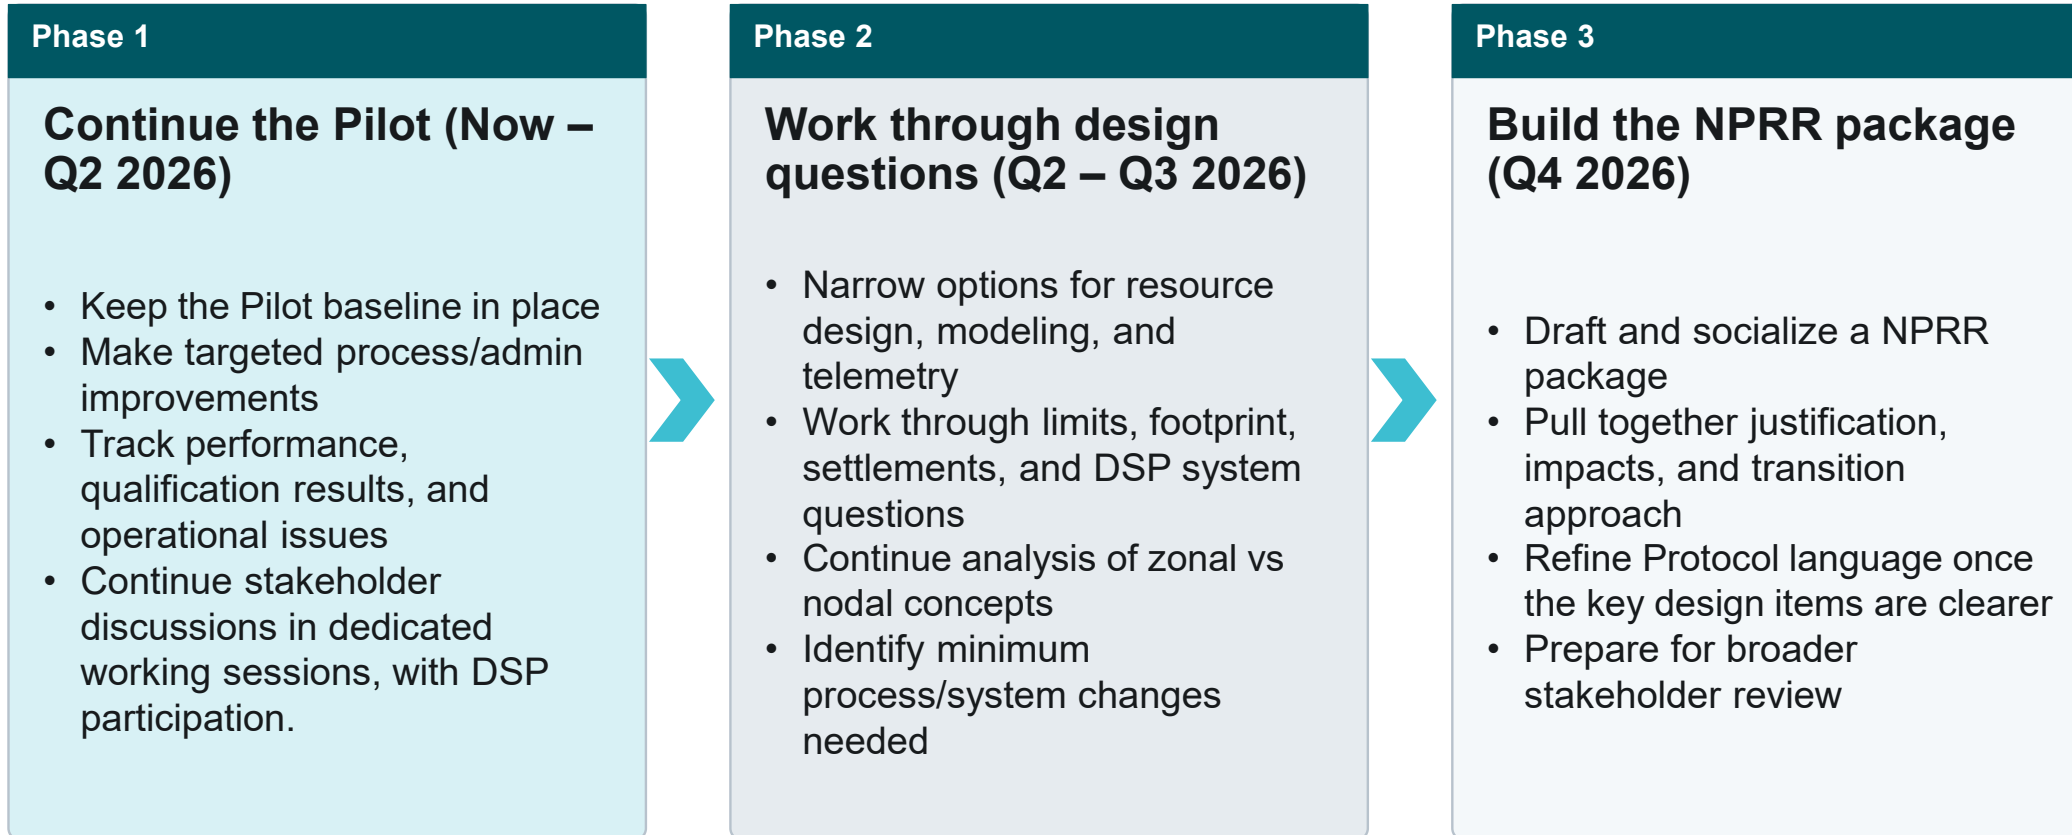 Phase 1
Continue the Pilot (Now –
Q2 2026)
• Keep the Pilot baseline in place
• Make targeted process/admin
improvements
• Track performance,
qualification results, and
operational issues
• Continue stakeholder
discussions in dedicated
working sessions, with DSP
participation.
Phase 2
Work through design
questions (Q2 – Q3 2026)
• Narrow options for resource
design, modeling, and
telemetry
• Work through limits, footprint,
settlements, and DSP system
questions
• Continue analysis of zonal vs
nodal concepts
• Identify minimum
process/system changes
needed
Phase 3
Build the NPRR package
(Q4 2026)
• Draft and socialize a NPRR
package
• Pull together justification,
impacts, and transition
approach
• Refine Protocol language once
the key design items are clearer
• Prepare for broader
stakeholder review